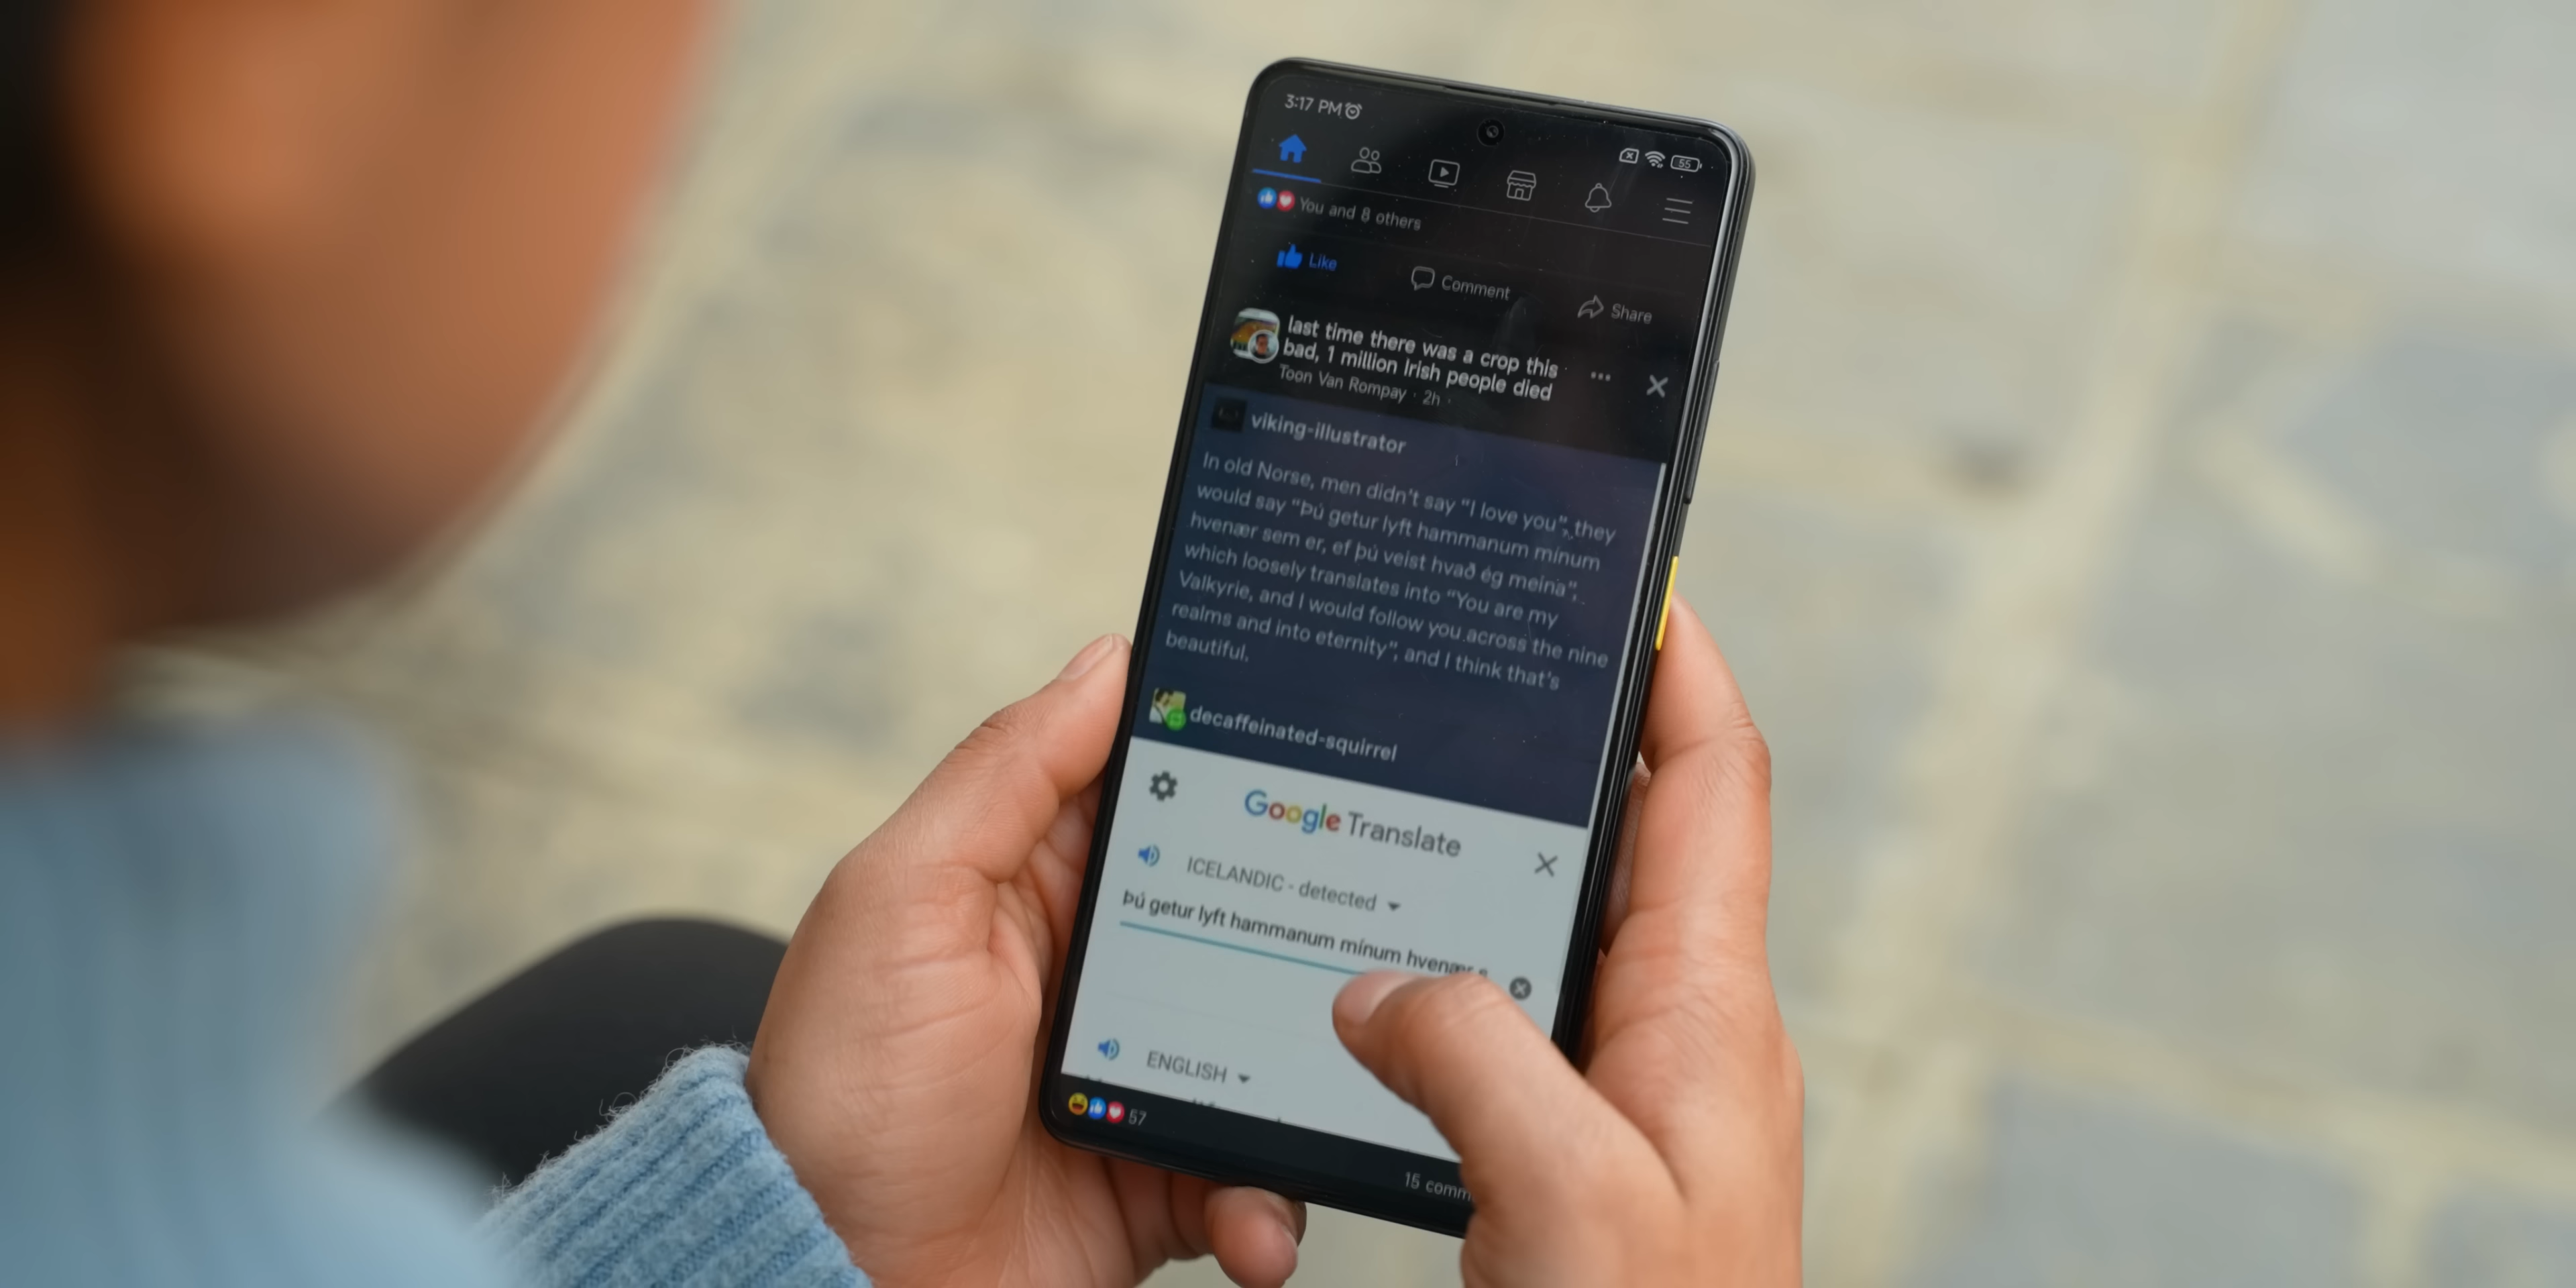 3:17 PM
55
You and 8 others
Like
Comment
Share
last time there was a crop this
bad, 1 million Irish people died
Toon Van Rompay · 2h ·
viking-illustrator
In old Norse, men didn't say “I love you”, they
would say “Þú getur lyft hammanum mínum
hvenær sem er, ef þú veist hvað ég meina”,
which loosely translates into “You are my
Valkyrie, and I would follow you across the nine
realms and into eternity”, and I think that's
beautiful.
decaffeinated-squirrel
Google Translate
ICELANDIC - detected
Þú getur lyft hammanum mínum hvenær s
ENGLISH
57
15 comm